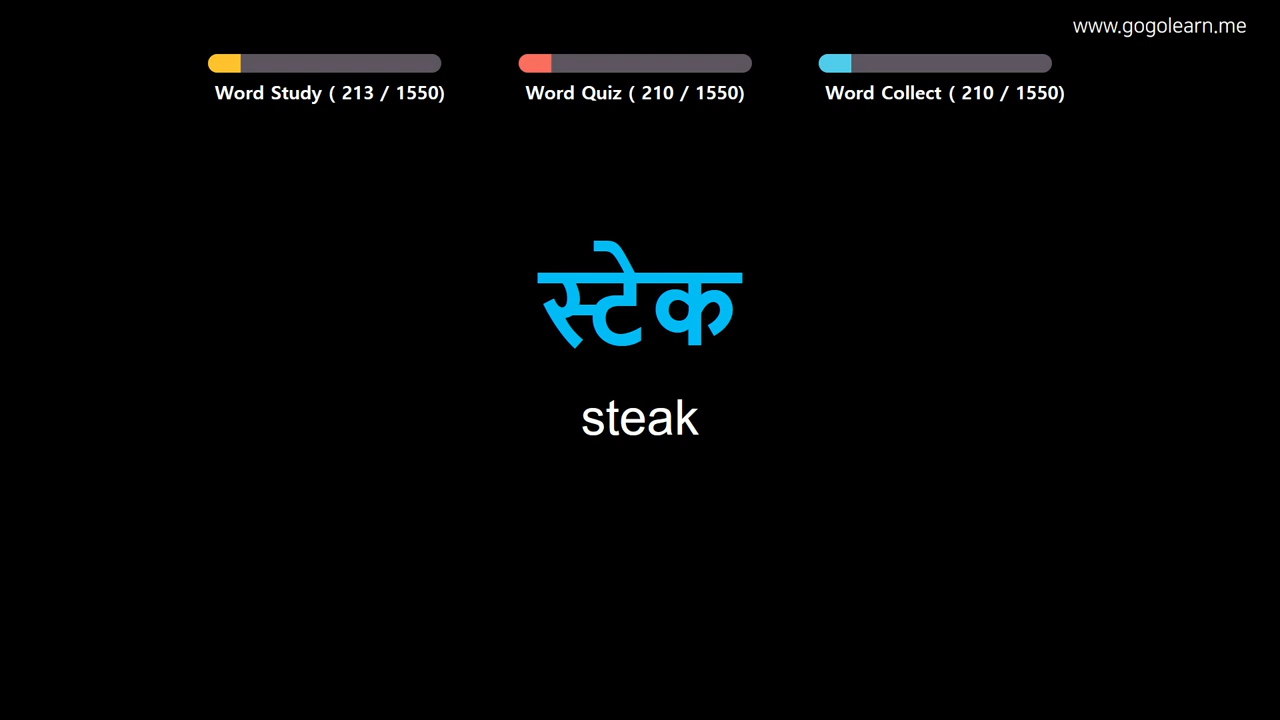 www.gogolearn.me
Word Study ( 213 / 1550)
Word Quiz ( 210 / 1550)
Word Collect ( 210 / 1550)
स्टेक
steak